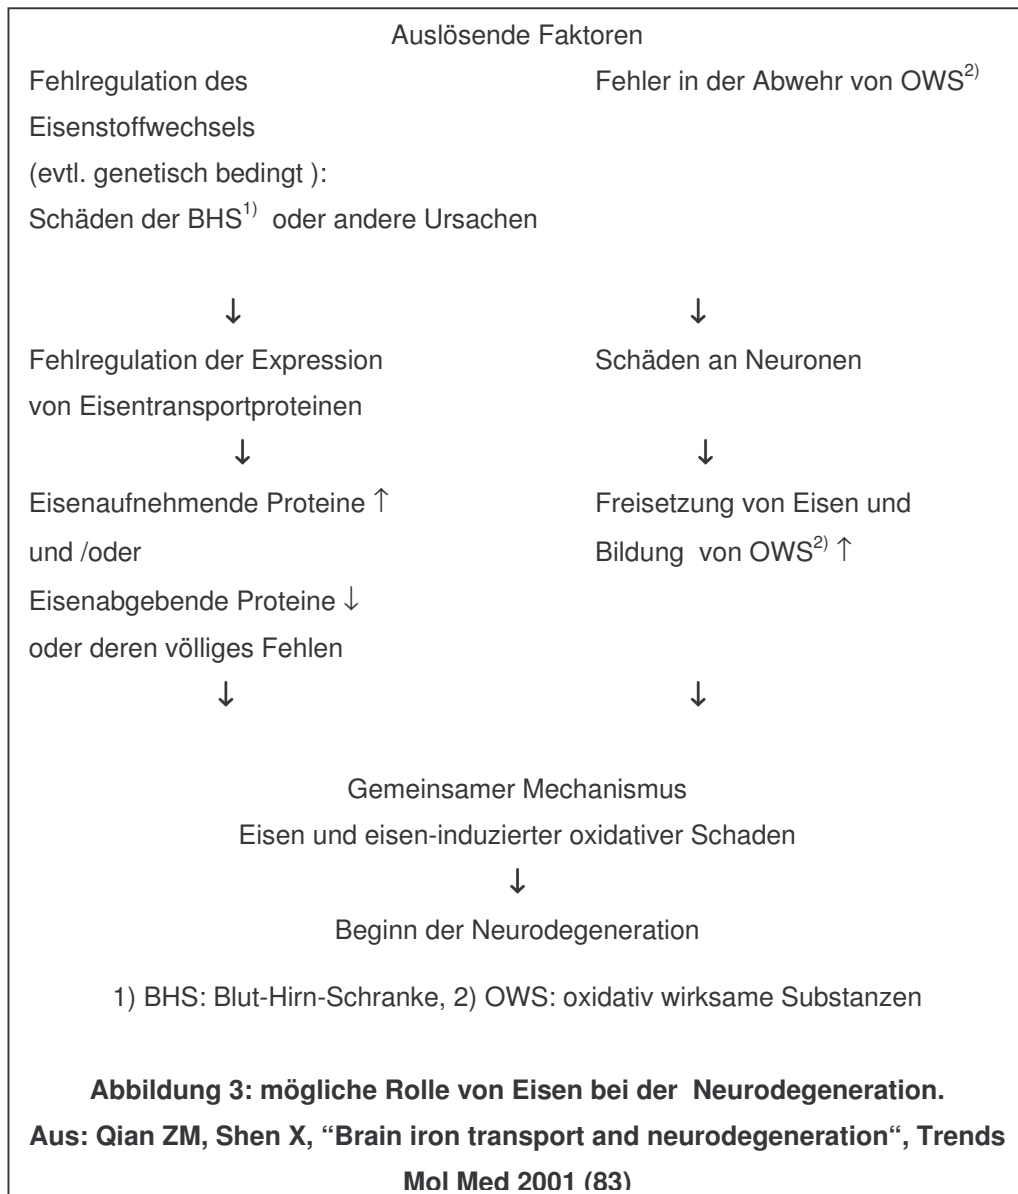 Auslösende Faktoren
Fehlregulation des
Eisenstoffwechsels
(evtl. genetisch bedingt ):
Schäden der BHS1) oder andere Ursachen
Fehler in der Abwehr von OWS2)
↓ ↓
Fehlregulation der Expression
von Eisentransportproteinen
Schäden an Neuronen
↓ ↓
Eisenaufnehmende Proteine ↑
und /oder
Eisenabgebende Proteine ↓
oder deren völliges Fehlen
Freisetzung von Eisen und
Bildung von OWS2) ↑
↓ ↓
Gemeinsamer Mechanismus
Eisen und eisen-induzierter oxidativer Schaden
↓
Beginn der Neurodegeneration
1) BHS: Blut-Hirn-Schranke, 2) OWS: oxidativ wirksame Substanzen
Abbildung 3: mögliche Rolle von Eisen bei der Neurodegeneration.
Aus: Qian ZM, Shen X, “Brain iron transport and neurodegeneration“, Trends
Mol Med 2001 (83)